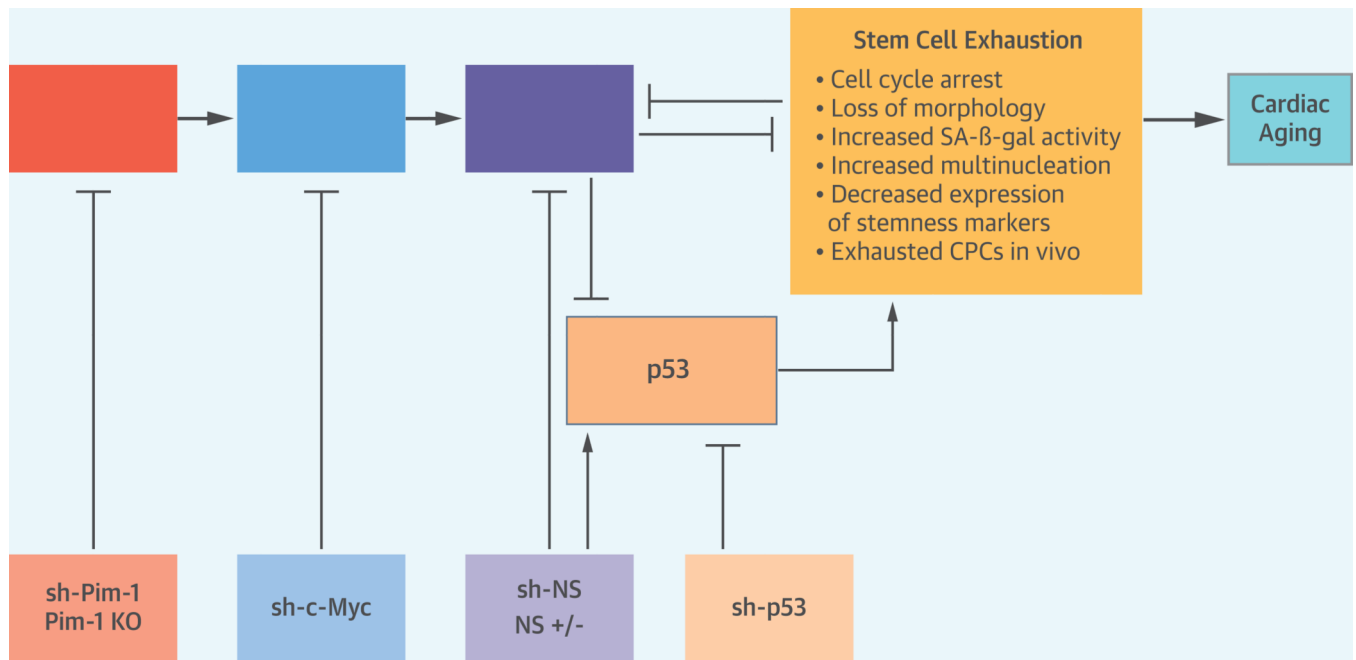 Stem Cell Exhaustion
• Cell cycle arrest
• Loss of morphology
• Increased SA-ß-gal activity
• Increased multinucleation
• Decreased expression
of stemness markers
• Exhausted CPCs in vivo
Cardiac
Aging
p53
sh-Pim-1
Pim-1 KO
sh-c-Myc
sh-NS
NS +/-
sh-p53